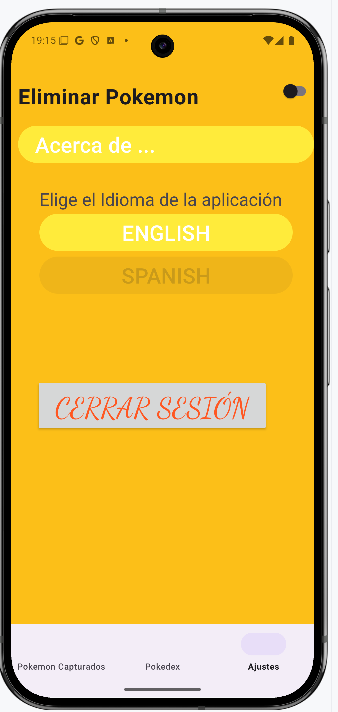 19:15
Eliminar Pokemon
Acerca de ...
Elige el Idioma de la aplicación
ENGLISH
SPANISH
CERRAR SESIÓN
Pokemon Capturados Pokedex Ajustes